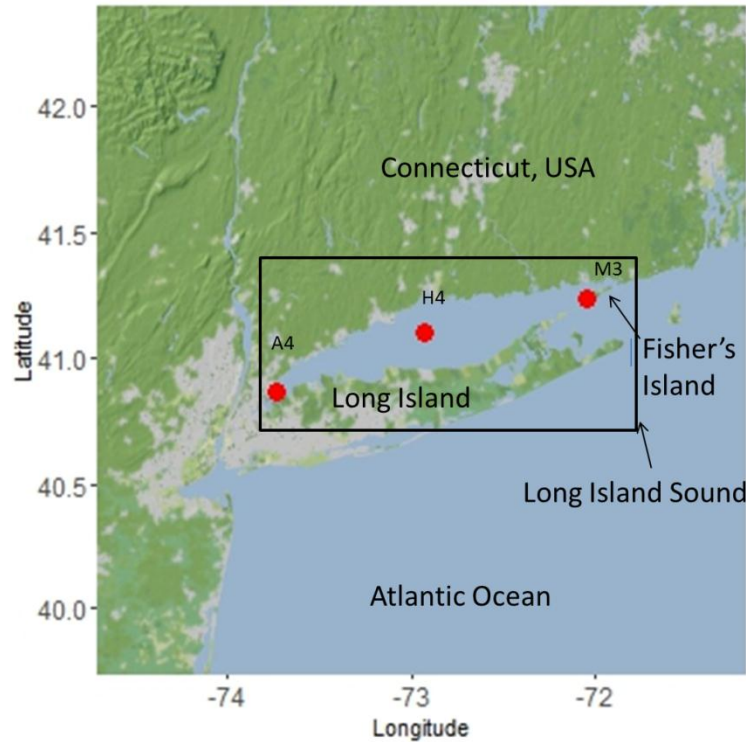 42.0
Connecticut, USA
41.5
M3
H4
A4
Latitude
41.0
Fisher's
Island
Long Island
40.5
Long Island Sound
Atlantic Ocean
40.0
-74
-73
-72
Longitude